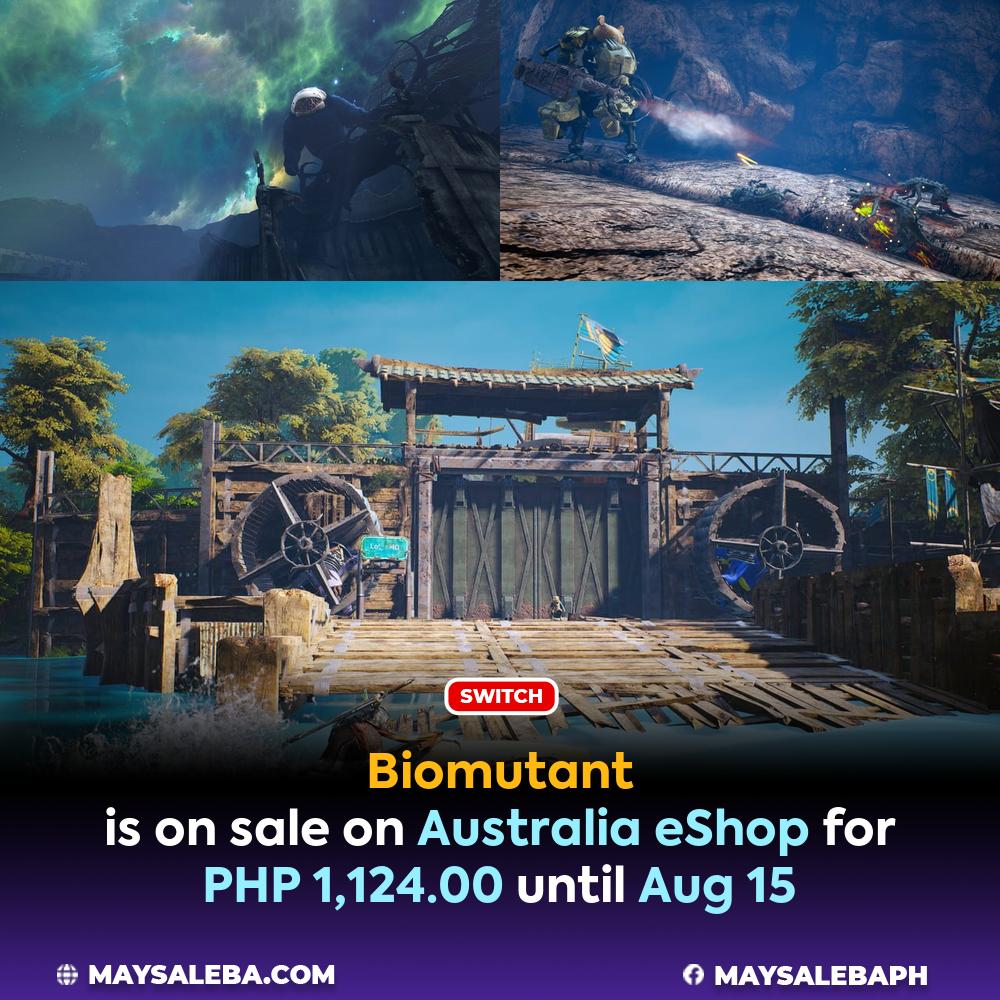 SWITCH
Biomutant
is on sale on Australia eShop for
PHP 1,124.00 until Aug 15
MAYSALEBA.COM
MAYSALEBAPH